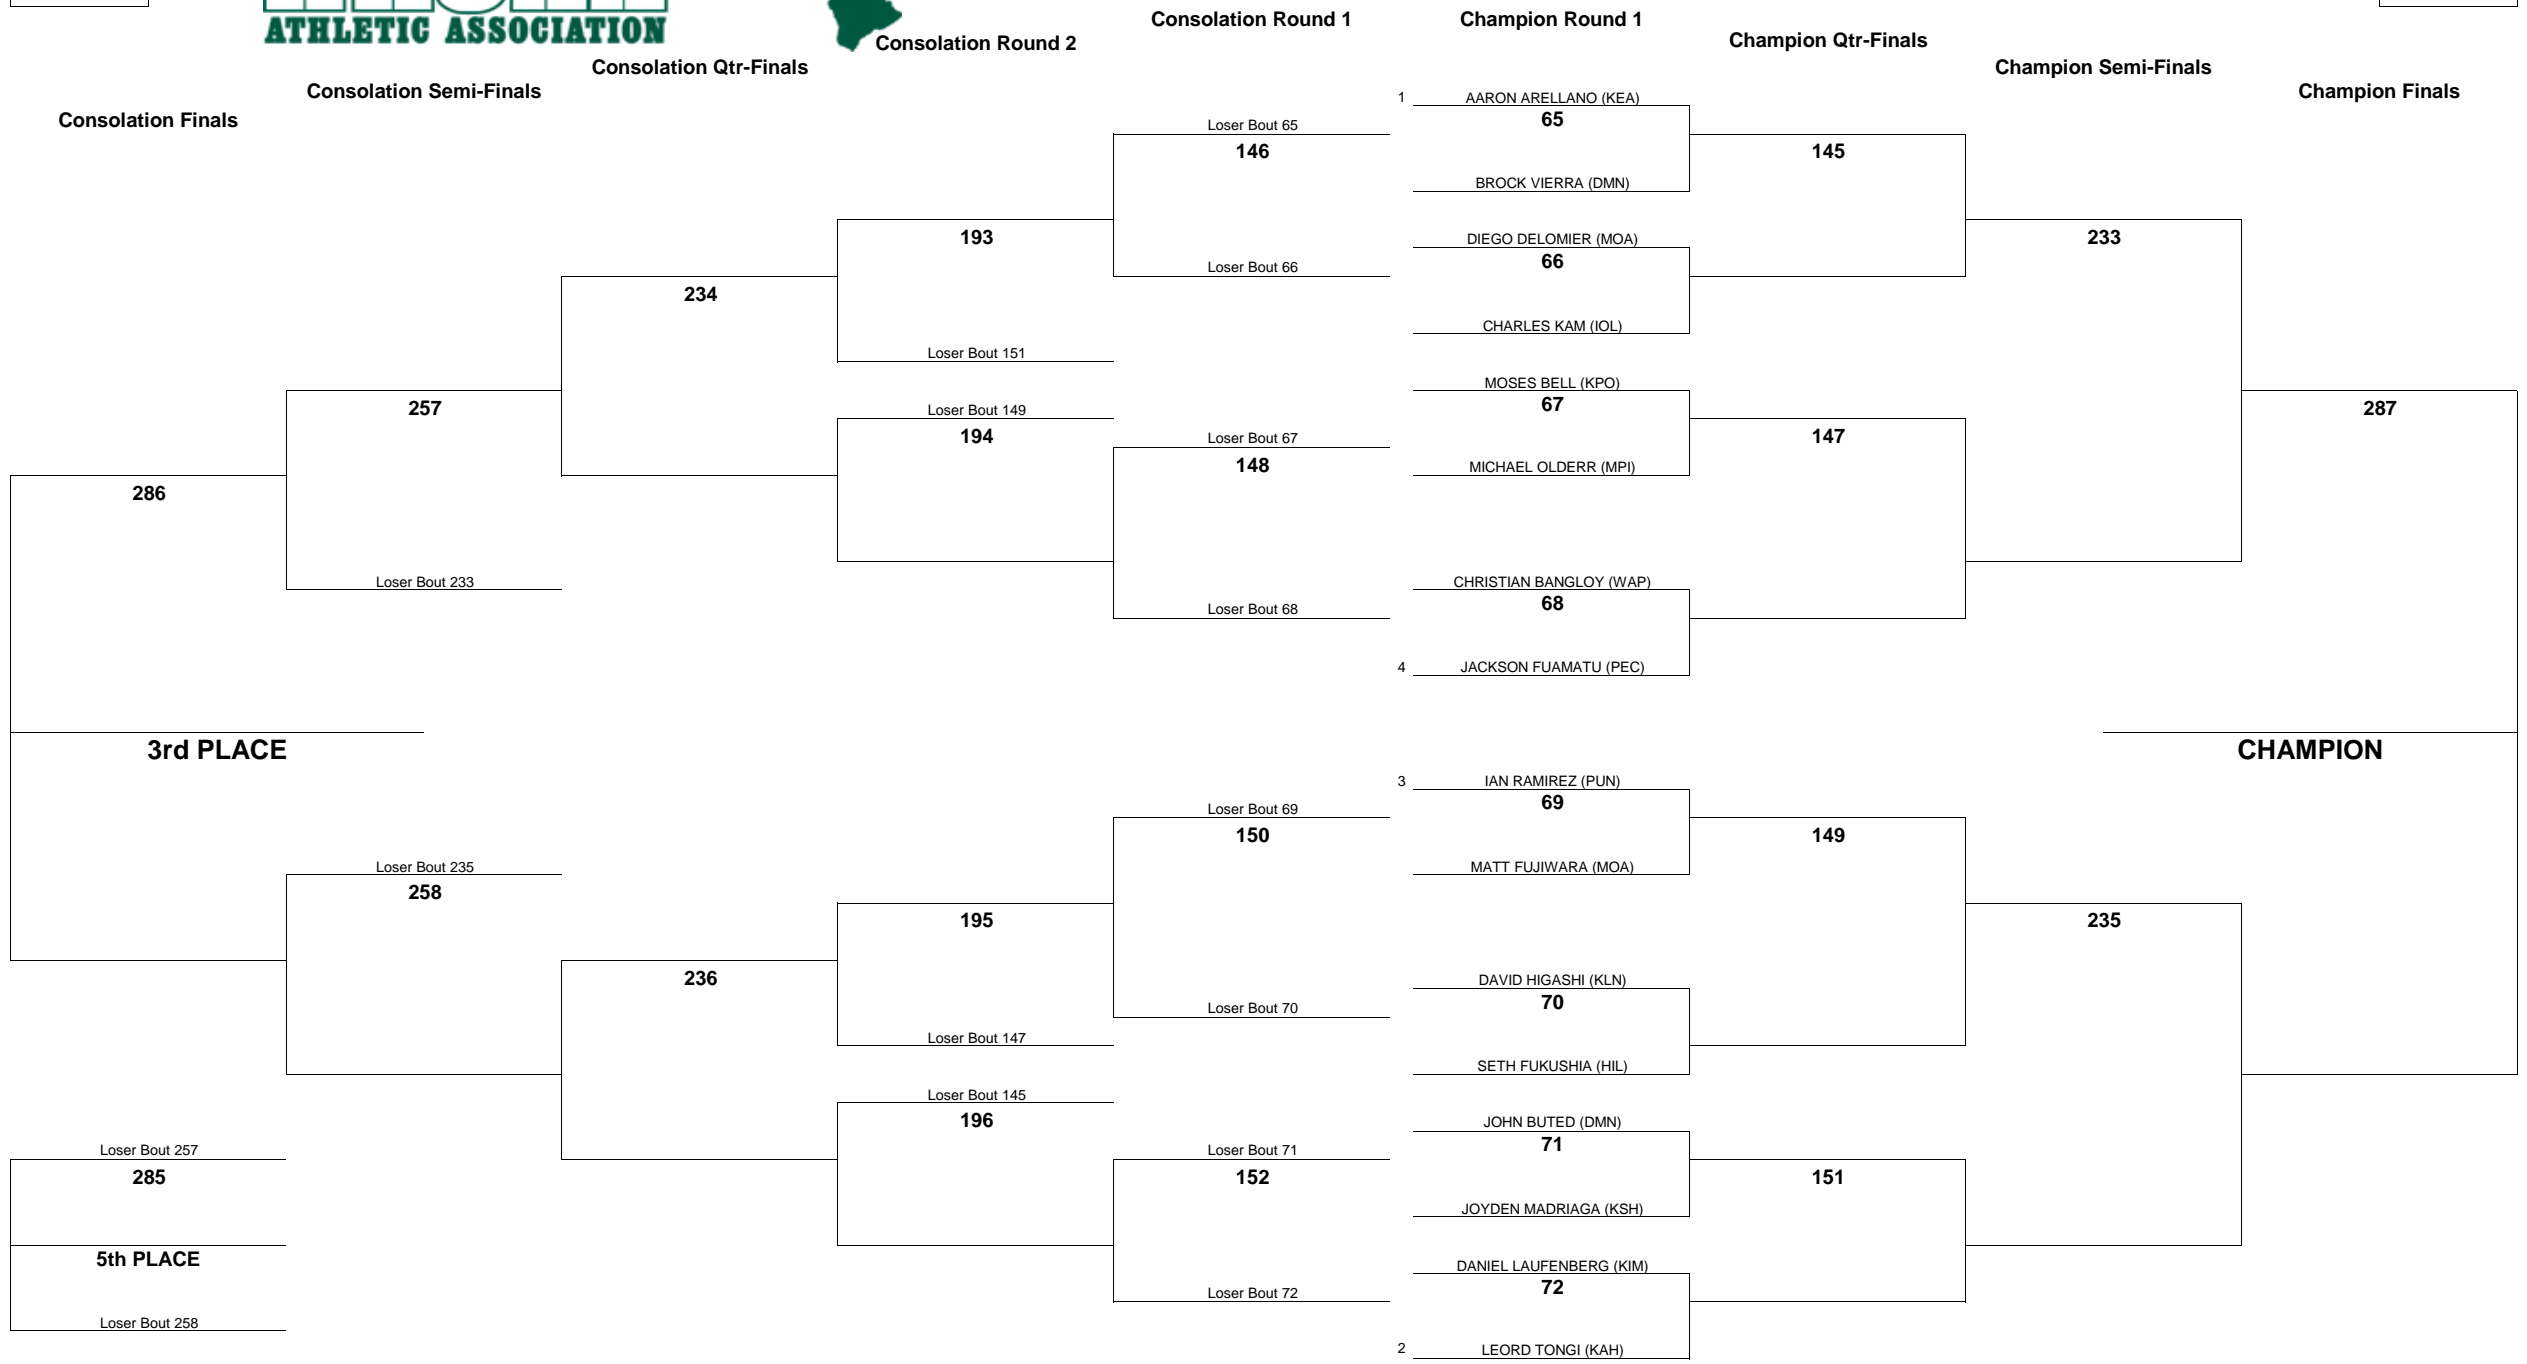 ATHLETIC ASSOCIATION
Consolation Round 1
Champion Round 1
Consolation Round 2
Champion Qtr-Finals
Consolation Qtr-Finals
Champion Semi-Finals
Consolation Semi-Finals
Champion Finals
Consolation Finals
1 AARON ARELLANO (KEA)
65
Loser Bout 65
146
145
BROCK VIERRA (DMN)
193
DIEGO DELOMIER (MOA)
233
66
Loser Bout 66
234
CHARLES KAM (IOL)
Loser Bout 151
MOSES BELL (KPO)
257
Loser Bout 149
67
287
194
Loser Bout 67
147
148
MICHAEL OLDERR (MPI)
286
Loser Bout 233
CHRISTIAN BANGLOY (WAP)
68
Loser Bout 68
4 JACKSON FUAMATU (PEC)
3rd PLACE
CHAMPION
3 IAN RAMIREZ (PUN)
69
Loser Bout 69
150
149
Loser Bout 235
MATT FUJIWARA (MOA)
258
195
235
236
DAVID HIGASHI (KLN)
70
Loser Bout 70
Loser Bout 147
SETH FUKUSHIA (HIL)
Loser Bout 145
196
JOHN BUTED (DMN)
71
Loser Bout 257
Loser Bout 71
285
152
151
JOYDEN MADRIAGA (KSH)
5th PLACE
DANIEL LAUFENBERG (KIM)
72
Loser Bout 72
Loser Bout 258
2 LEORD TONGI (KAH)